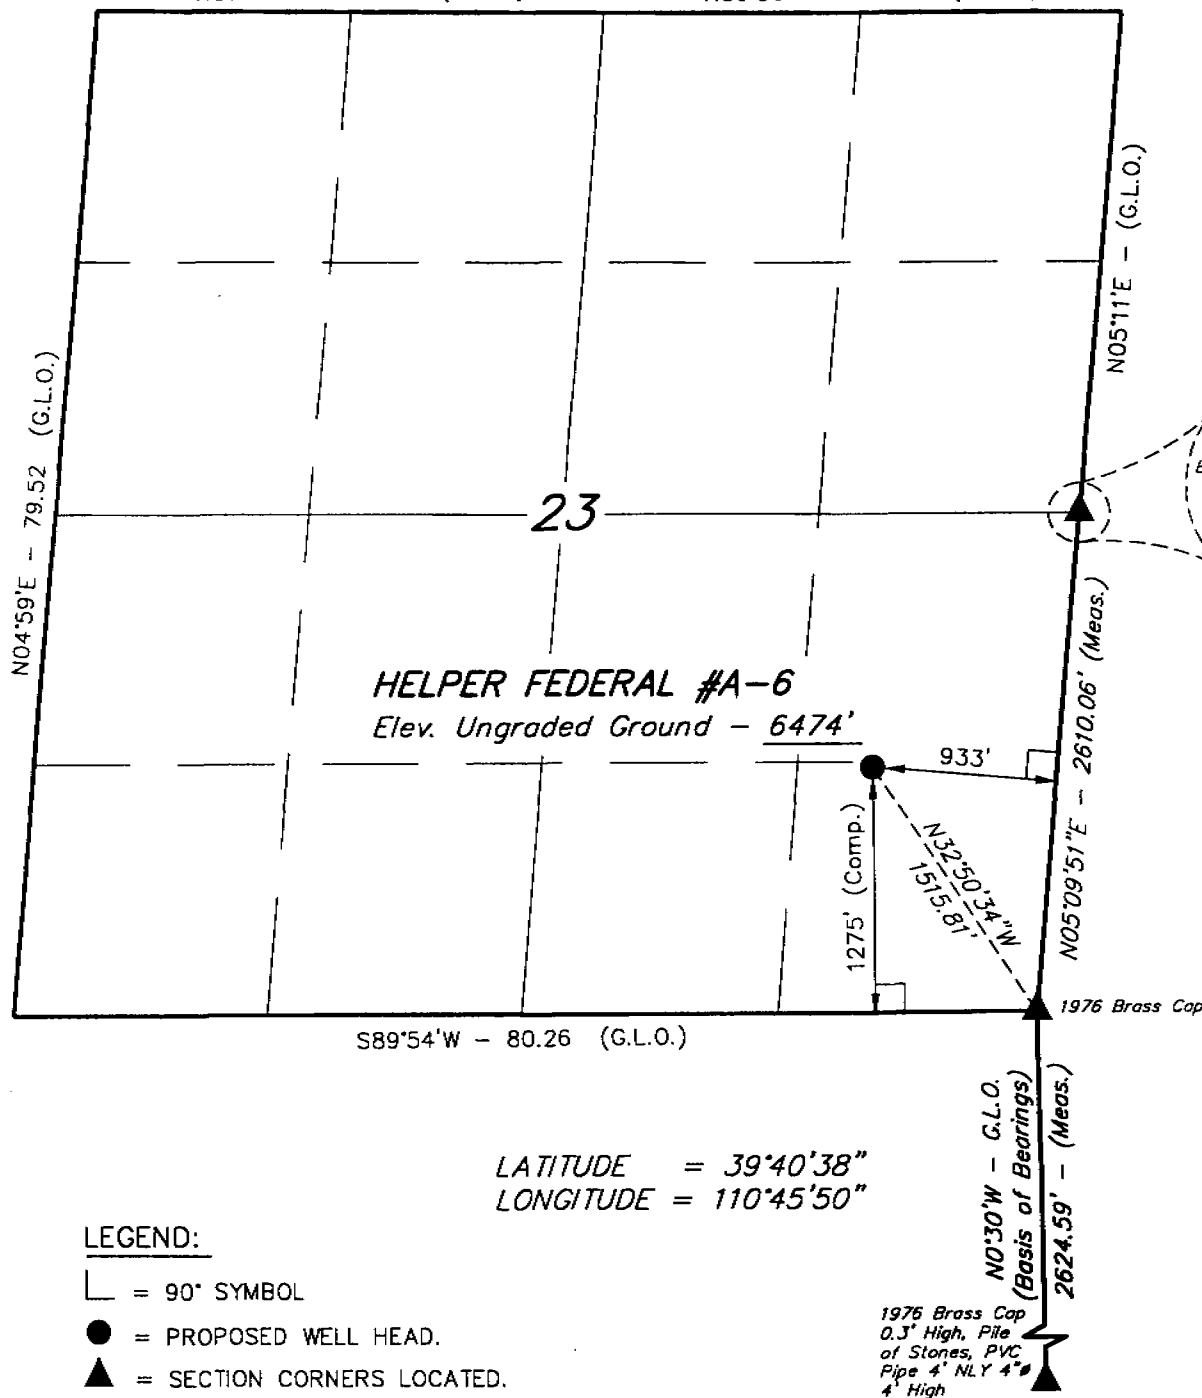 N04°59'E - 79.52 (G.L.O.)
N05°11'E - (G.L.O.)
23
HELPER FEDERAL #A-6
Elev. Ungraded Ground - 6474'
933'
1275' (Comp.)
N32°50'34"W
1515.81'
N05°09'51"E - 2610.06' (Meas.)
1976 Brass Cap
S89°54'W - 80.26 (G.L.O.)
N0°30'W - G.L.O.
(Basis of Bearings)
2624.59' - (Meas.)
LATITUDE = 39°40'38"
LONGITUDE = 110°45'50"
LEGEND:
= 90° SYMBOL
= PROPOSED WELL HEAD.
= SECTION CORNERS LOCATED.
1976 Brass Cap
0.3' High, Pile
of Stones, PVC
Pipe 4' NLY 4"ø
4' High